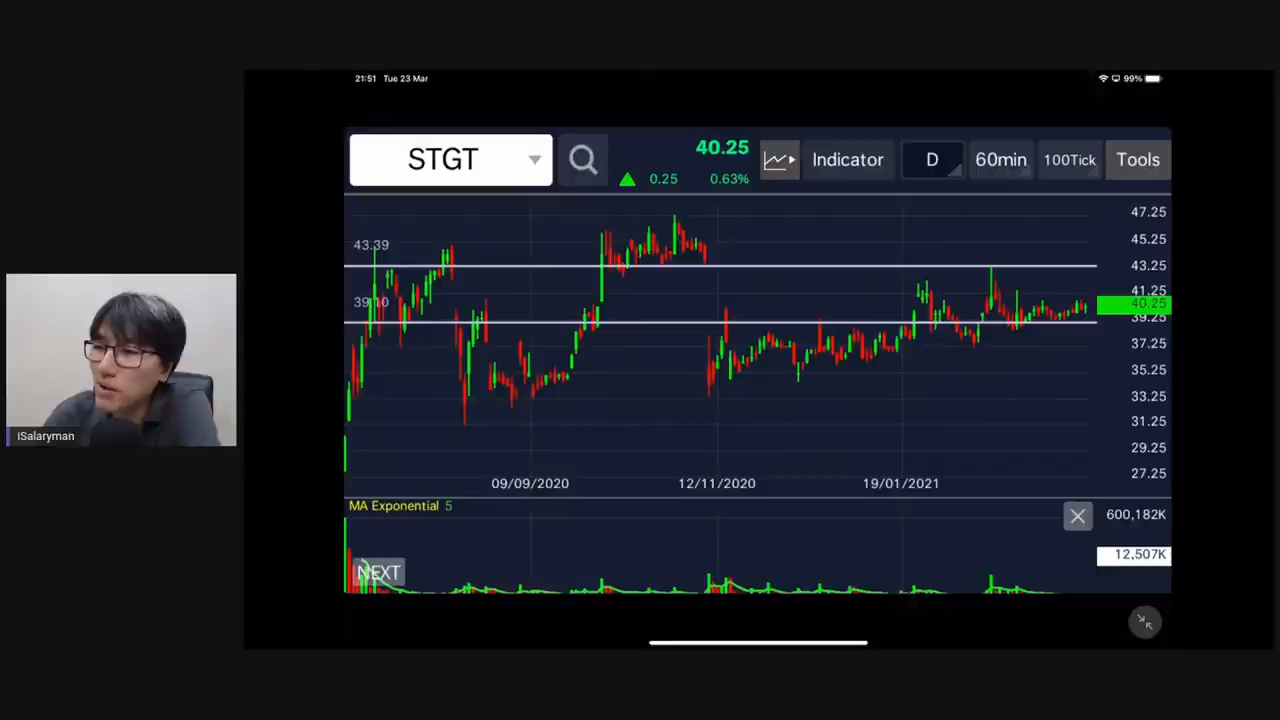 21:51 Tue 23 Mar
99%
STGT
40.25
0.25 0.63%
Indicator
D
60min
100Tick
Tools
47.25
43.39
45.25
43.25
41.25
39.10
40.25
39.25
37.25
35.25
33.25
31.25
29.25
27.25
09/09/2020 12/11/2020 19/01/2021
MA Exponential 5
600,182K
12,507K
NEXT
iSalaryman